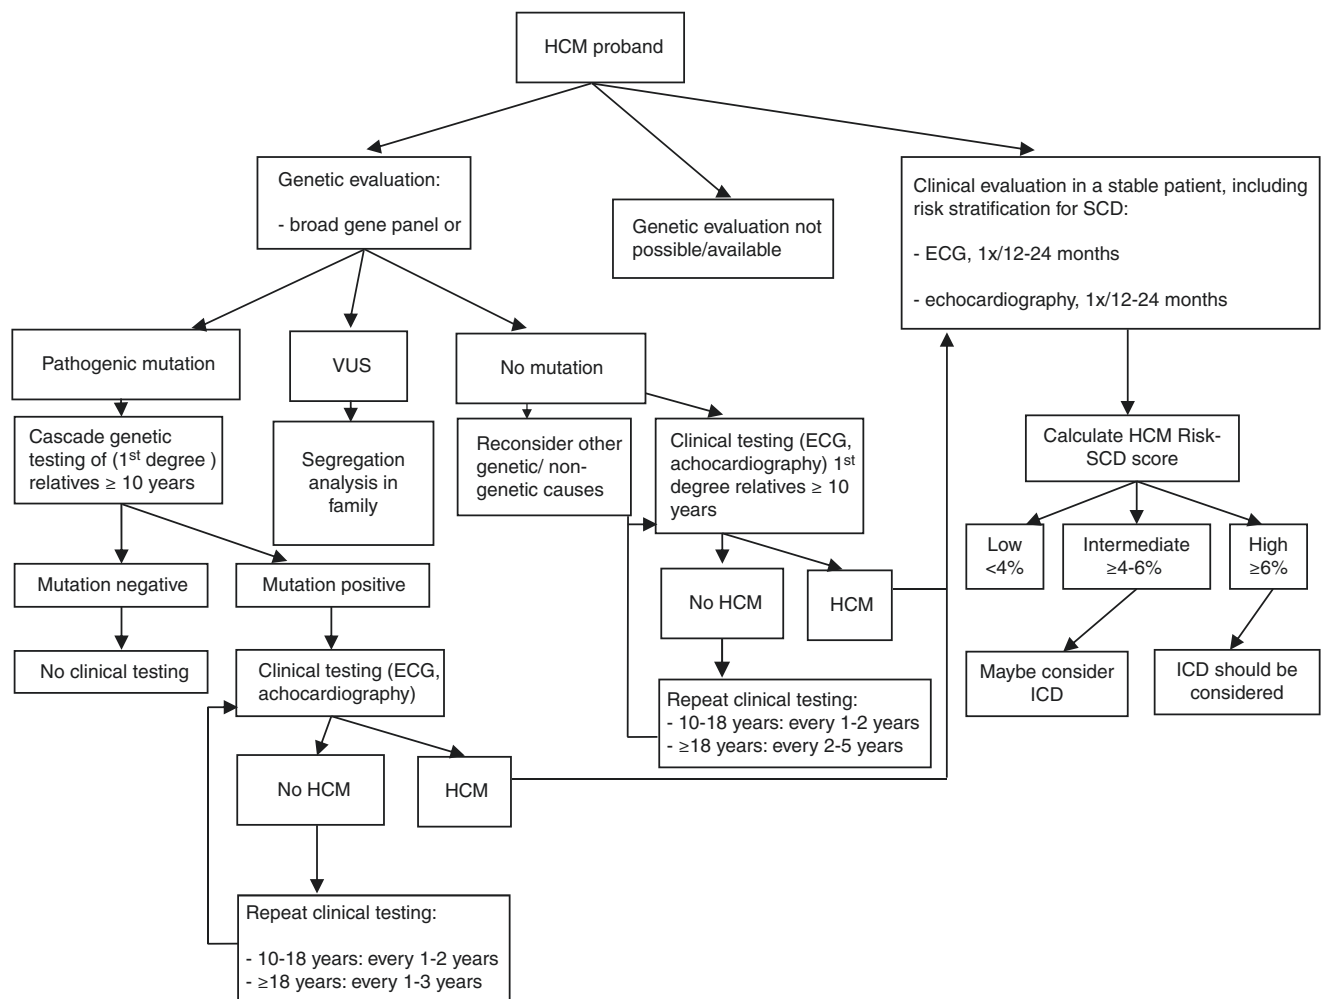 HCM proband
Genetic evaluation:
- broad gene panel or
Genetic evaluation not
possible/available
Clinical evaluation in a stable patient, including
risk stratification for SCD:
- ECG, 1x/12-24 months
- echocardiography, 1x/12-24 months
Pathogenic mutation
VUS
No mutation
Cascade genetic
testing of (1st degree )
relatives ≥ 10 years
Segregation
analysis in
family
Reconsider other
genetic/ non-
genetic causes
Clinical testing (ECG,
achocardiography) 1st
degree relatives ≥ 10
years
Calculate HCM Risk-
SCD score
Low
<4%
Intermediate
≥4-6%
High
≥6%
Mutation negative
Mutation positive
No HCM
HCM
No clinical testing
Clinical testing (ECG,
achocardiography)
Repeat clinical testing:
- 10-18 years: every 1-2 years
- ≥18 years: every 2-5 years
Maybe consider
ICD
ICD should be
considered
No HCM
HCM
Repeat clinical testing:
- 10-18 years: every 1-2 years
- ≥18 years: every 1-3 years